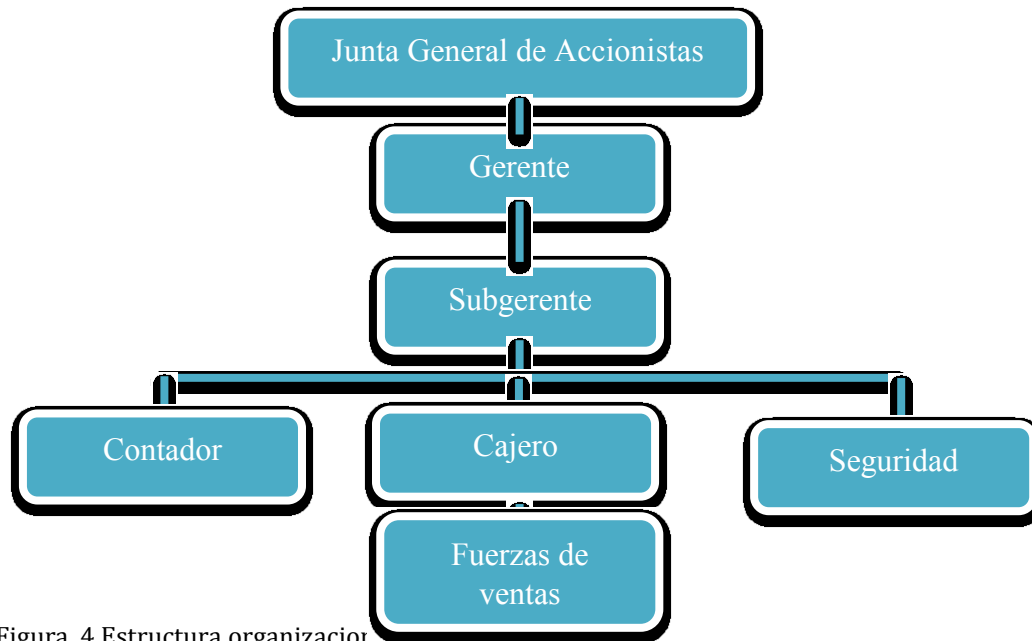 Junta General de Accionistas
Gerente
Subgerente
Contador
Cajero
Seguridad
Fuerzas de
ventas
Figura 4 Estructura